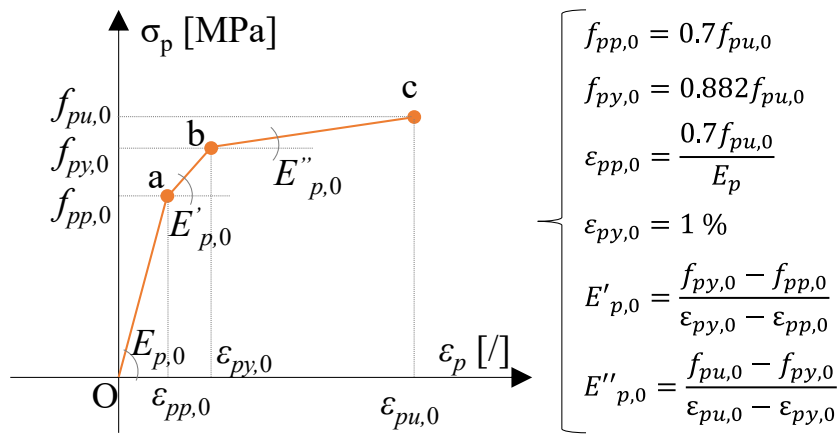 σp [MPa]
fpu,0
fpy,0
fpp,0
a
b
c
E'p,0
E''p,0
Ep,0
O
εpp,0
εpy,0
εpu,0
εp [/]
fpp,0 = 0.7fpu,0
fpy,0 = 0.882fpu,0
εpp,0 = 0.7fpu,0 / Ep
εpy,0 = 1 %
E'p,0 = fpy,0 − fpp,0 / εpy,0 − εpp,0
E''p,0 = fpu,0 − fpy,0 / εpu,0 − εpy,0